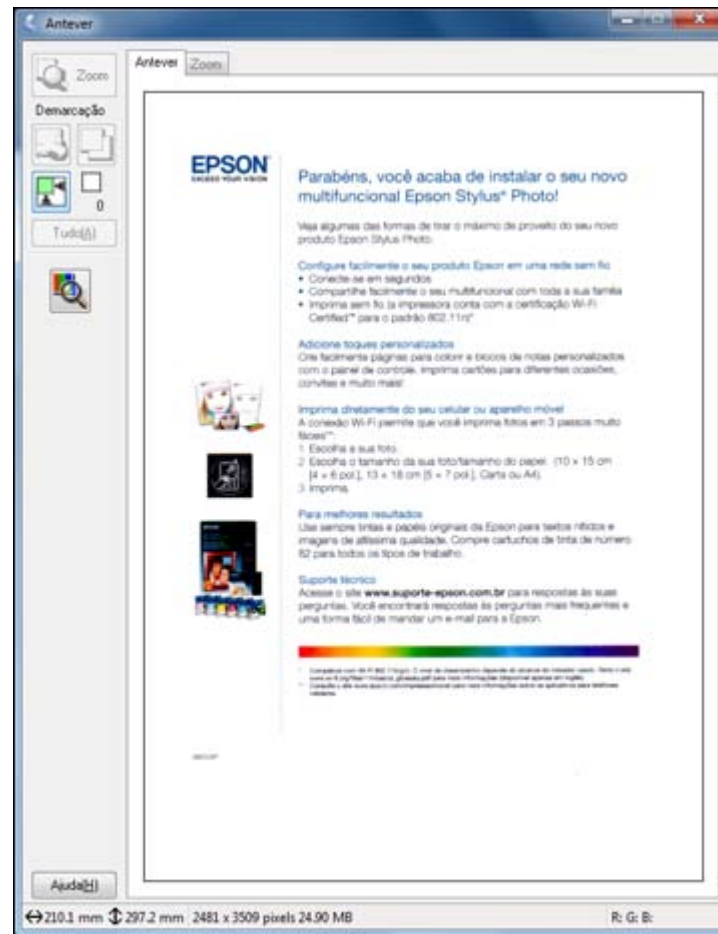 Antever
Zoom
Demarcação
0
Tudo(A)
Ajuda(H)
Antever
Zoom
EPSON
EXCEED YOUR VISION
Parabéns, você acaba de instalar o seu novo
multifuncional Epson Stylus® Photo!
Veja algumas das formas de tirar o máximo de proveito do seu novo
produto Epson Stylus Photo.
Configure facilmente o seu produto Epson em uma rede sem fio
• Conecte-se em segundos
• Compartilhe facilmente o seu multifuncional com toda a sua família
• Imprima sem fio (a impressora conta com a certificação Wi-Fi
Certified™ para o padrão 802.11n)*
Adicione toques personalizados
Crie facilmente páginas para colorir e blocos de notas personalizados
com o painel de controle. Imprima cartões para diferentes ocasiões,
convites e muito mais!
Imprima diretamente do seu celular ou aparelho móvel
A conexão Wi-Fi permite que você imprima fotos em 3 passos muito
fáceis**:
1. Escolha a sua foto.
2. Escolha o tamanho da sua foto/tamanho do papel. (10 x 15 cm
[4 x 6 pol.], 13 x 18 cm [5 x 7 pol.], Carta ou A4).
3. Imprima.
Para melhores resultados
Use sempre tintas e papéis originais da Epson para textos nítidos e
imagens de altíssima qualidade. Compre cartuchos de tinta de número
82 para todos os tipos de trabalho.
Suporte técnico
Acesse o site www.suporte-epson.com.br para respostas às suas
perguntas. Você encontrará respostas às perguntas mais frequentes e
uma forma fácil de mandar um e-mail para a Epson.
210.1 mm 297.2 mm 2481 x 3509 pixels 24.90 MB
R: G: B: